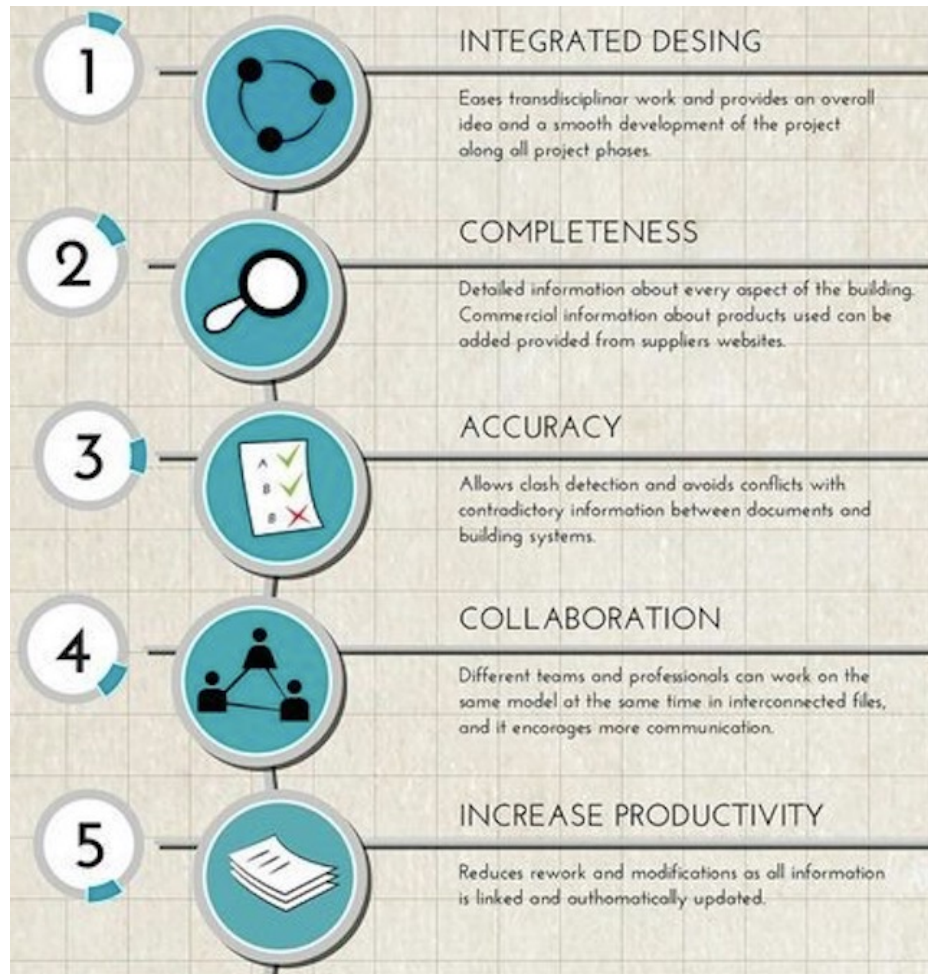 1
INTEGRATED DESING
Eases transdisciplinar work and provides an overall
idea and a smooth development of the project
along all project phases.
2
COMPLETENESS
Detailed information about every aspect of the building.
Commercial information about products used can be
added provided from suppliers websites.
3
ACCURACY
A
B
B
Allows clash detection and avoids conflicts with
contradictory information between documents and
building systems.
4
COLLABORATION
Different teams and professionals can work on the
same model at the same time in interconnected files,
and it encorages more communication.
5
INCREASE PRODUCTIVITY
Reduces rework and modifications as all information
is linked and authomatically updated.